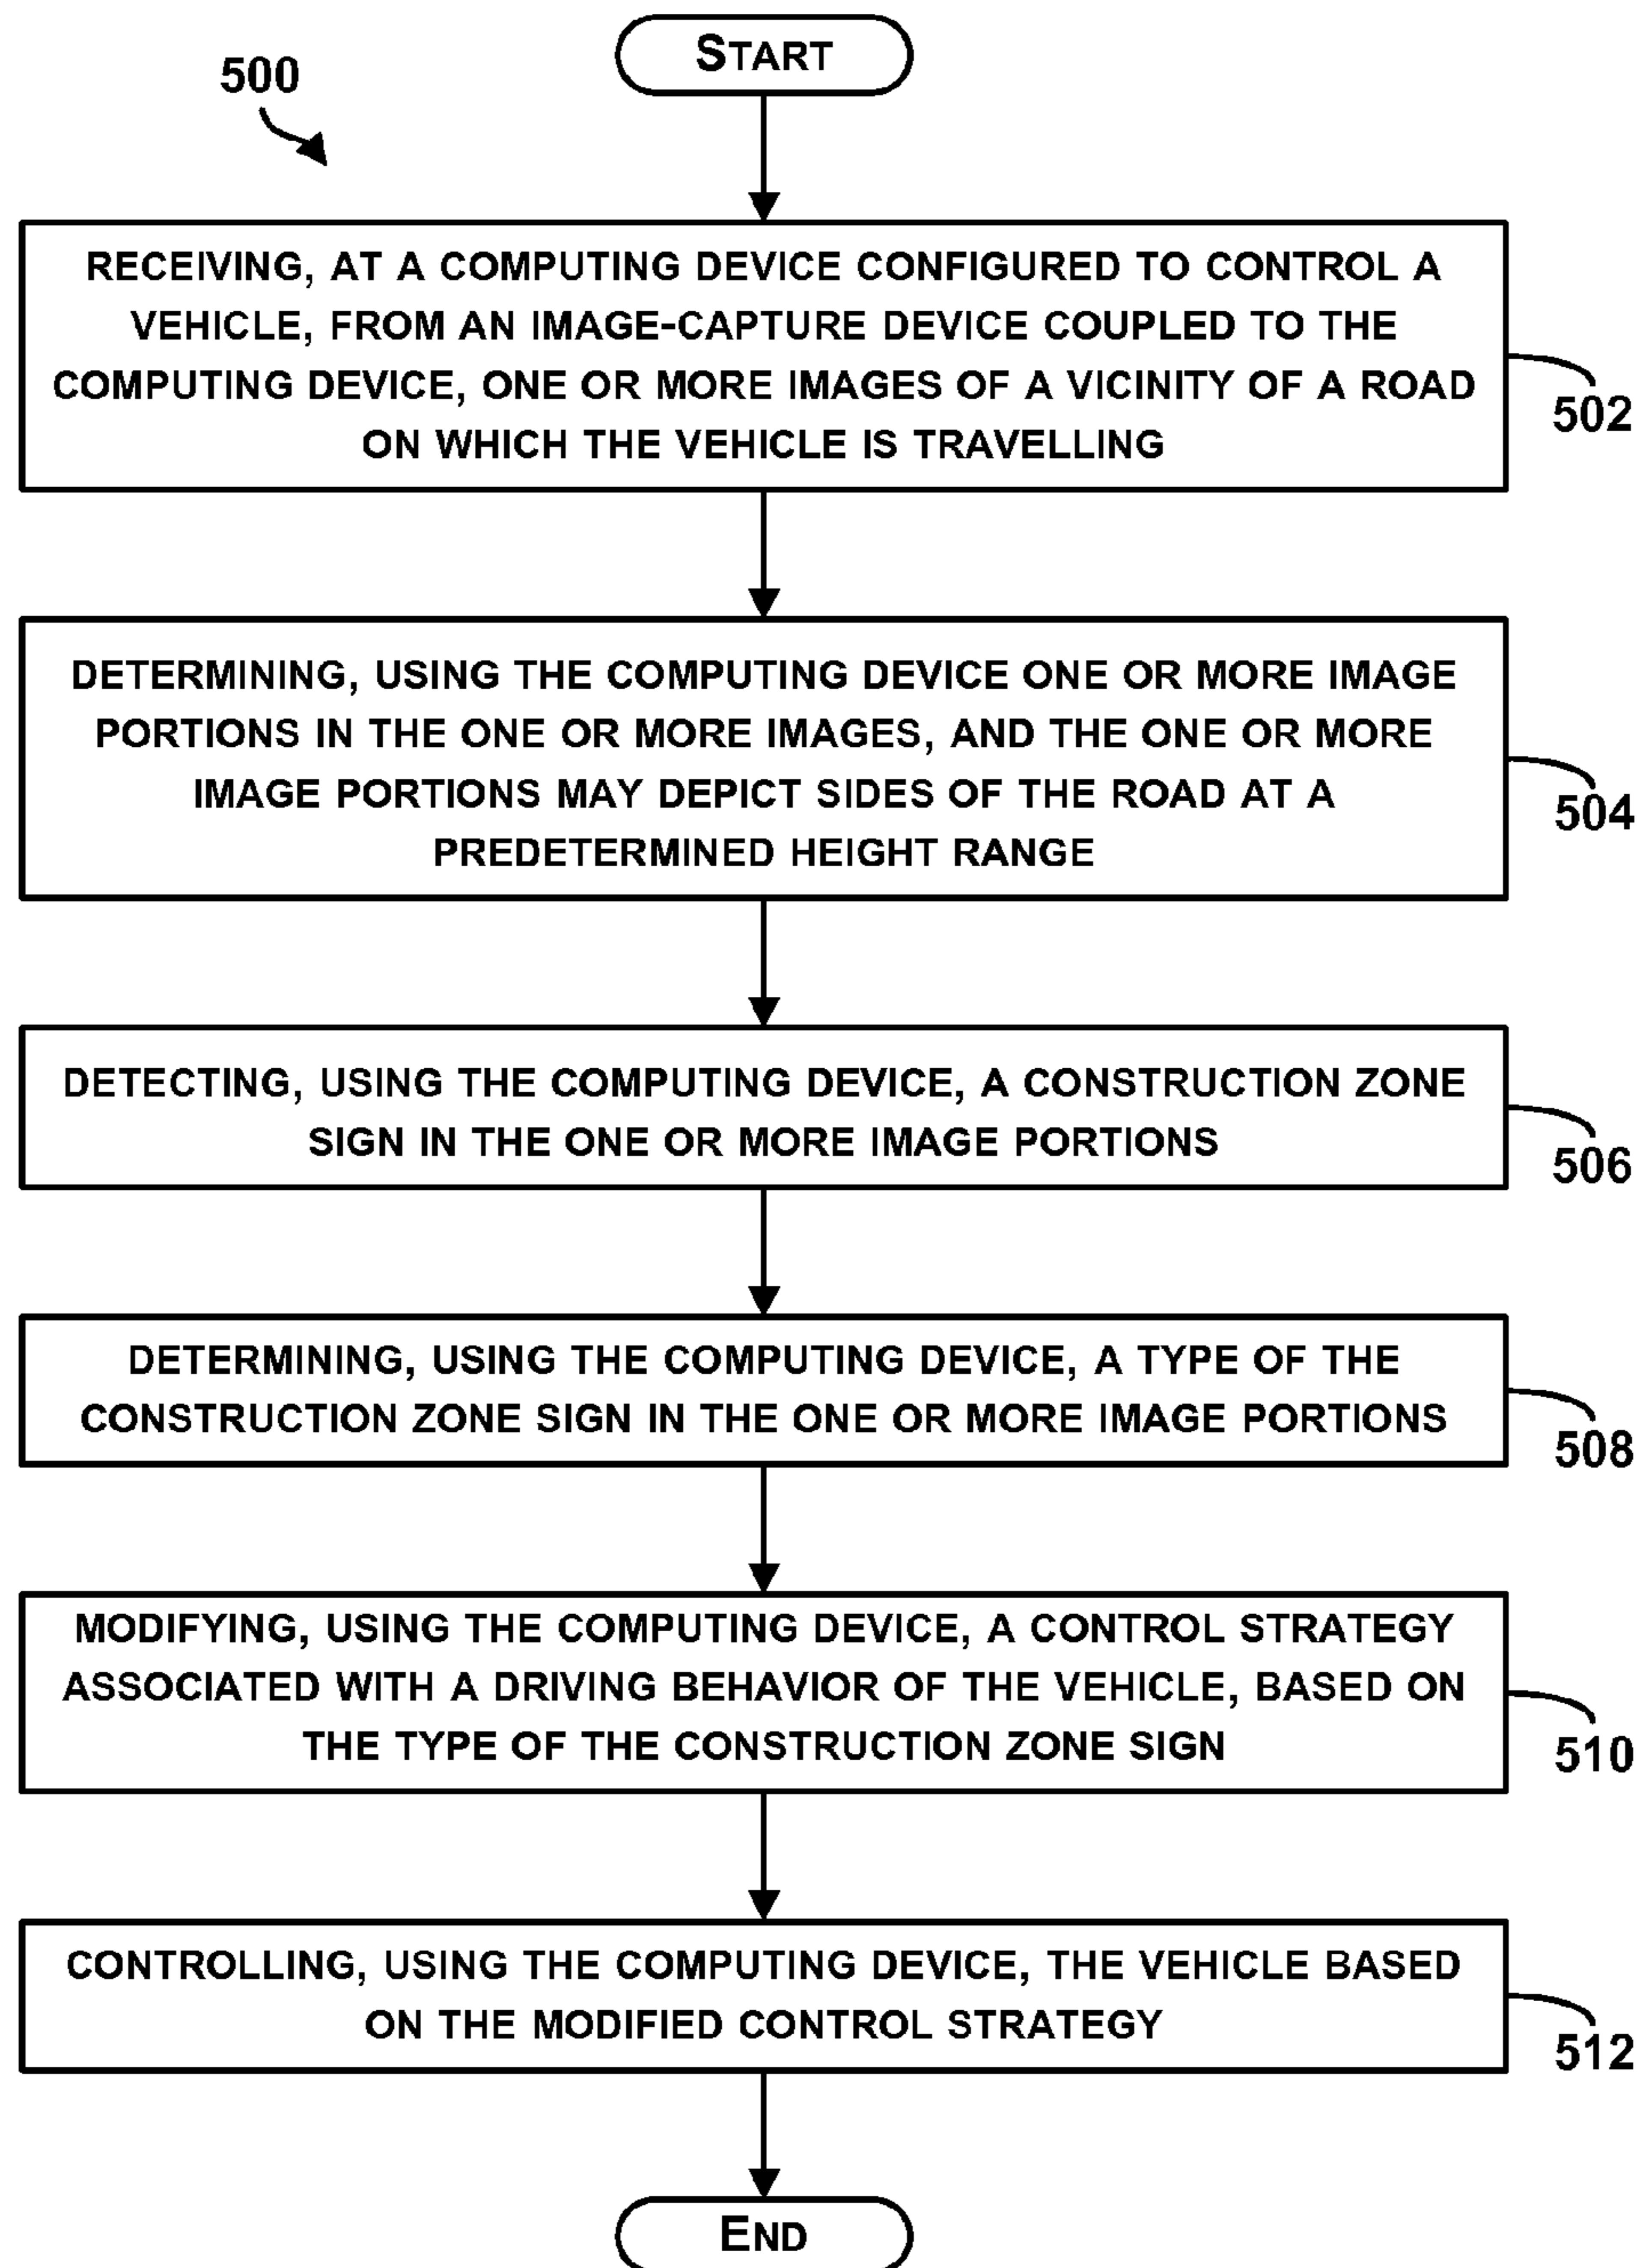 START
500
RECEIVING, AT A COMPUTING DEVICE CONFIGURED TO CONTROL A
VEHICLE, FROM AN IMAGE-CAPTURE DEVICE COUPLED TO THE
COMPUTING DEVICE, ONE OR MORE IMAGES OF A VICINITY OF A ROAD
ON WHICH THE VEHICLE IS TRAVELLING
502
DETERMINING, USING THE COMPUTING DEVICE ONE OR MORE IMAGE
PORTIONS IN THE ONE OR MORE IMAGES, AND THE ONE OR MORE
IMAGE PORTIONS MAY DEPICT SIDES OF THE ROAD AT A
PREDETERMINED HEIGHT RANGE
504
DETECTING, USING THE COMPUTING DEVICE, A CONSTRUCTION ZONE
SIGN IN THE ONE OR MORE IMAGE PORTIONS
506
DETERMINING, USING THE COMPUTING DEVICE, A TYPE OF THE
CONSTRUCTION ZONE SIGN IN THE ONE OR MORE IMAGE PORTIONS
508
MODIFYING, USING THE COMPUTING DEVICE, A CONTROL STRATEGY
ASSOCIATED WITH A DRIVING BEHAVIOR OF THE VEHICLE, BASED ON
THE TYPE OF THE CONSTRUCTION ZONE SIGN
510
CONTROLLING, USING THE COMPUTING DEVICE, THE VEHICLE BASED
ON THE MODIFIED CONTROL STRATEGY
512
END